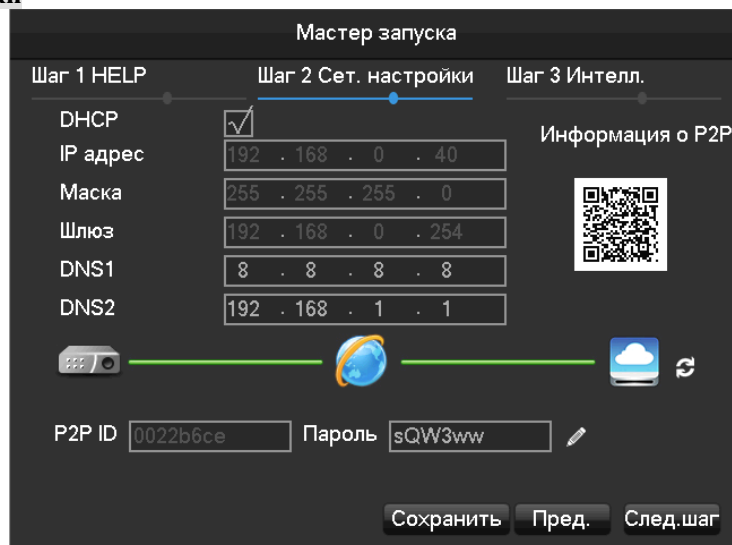 Мастер запуска
Шаг 1 HELP Шаг 2 Сет. настройки Шаг 3 Интелл.
DHCP
Информация о P2P
IP адрес 192 . 168 . 0 . 40
Маска 255 . 255 . 255 . 0
Шлюз 192 . 168 . 0 . 254
DNS1 8 . 8 . 8 . 8
DNS2 192 . 168 . 1 . 1
P2P ID 0022b6ce Пароль sQW3ww
Сохранить Пред. След.шаг